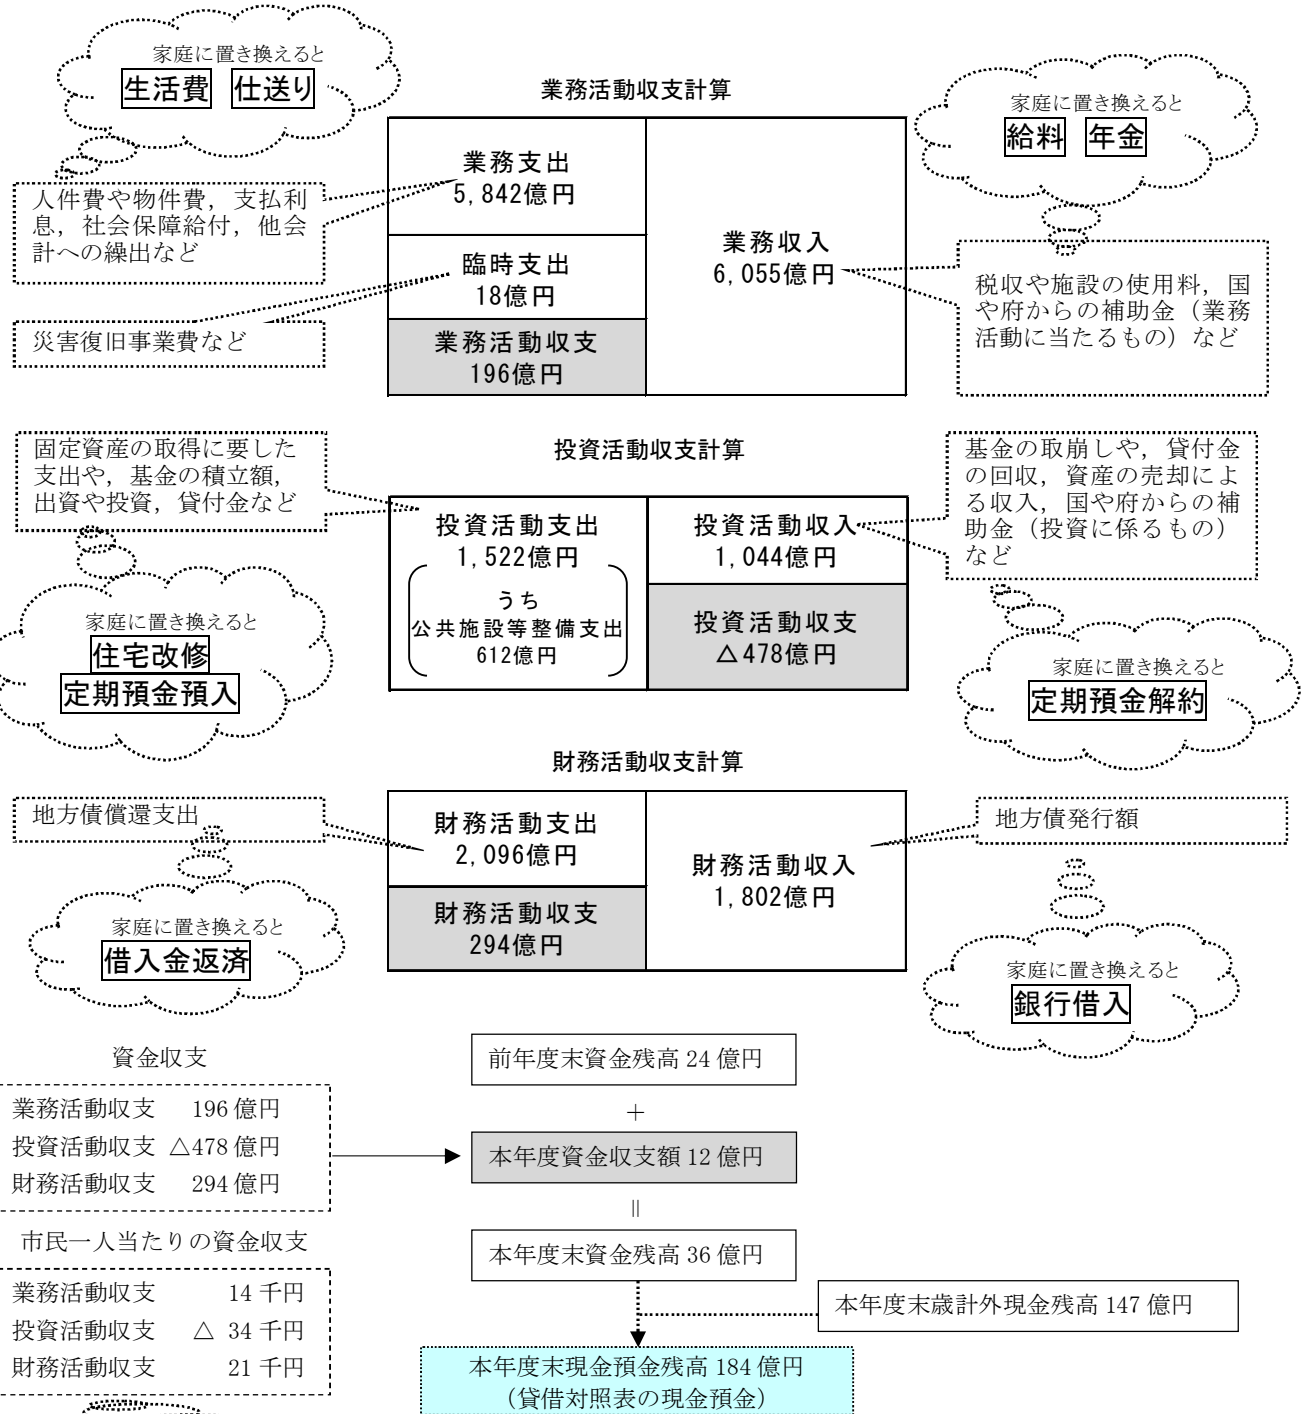 家庭に置き換えると
生活費 仕送り
業務活動収支計算
家庭に置き換えると
給料 年金
業務支出
5,842億円
人件費や物件費，支払利
息，社会保障給付，他会
計への繰出など
業務収入
6,055億円
臨時支出
18億円
税収や施設の使用料，国
や府からの補助金（業務
活動に当たるもの）など
災害復旧事業費など
業務活動収支
196億円
固定資産の取得に要した
支出や，基金の積立額，
出資や投資，貸付金など
投資活動収支計算
基金の取崩しや，貸付金
の回収，資産の売却によ
る収入，国や府からの補
助金（投資に係るもの）
など
投資活動支出
1,522億円
うち
公共施設等整備支出
612億円
投資活動収入
1,044億円
投資活動収支
△478億円
家庭に置き換えると
住宅改修
定期預金預入
家庭に置き換えると
定期預金解約
財務活動収支計算
地方債償還支出
財務活動支出
2,096億円
財務活動収入
1,802億円
地方債発行額
財務活動収支
294億円
家庭に置き換えると
借入金返済
家庭に置き換えると
銀行借入
資金収支
業務活動収支 196億円
投資活動収支 △478億円
財務活動収支 294億円
前年度末資金残高 24 億円
＋
本年度資金収支額 12 億円
＝
本年度末資金残高 36 億円
市民一人当たりの資金収支
業務活動収支 14 千円
投資活動収支 △ 34 千円
財務活動収支 21 千円
本年度末歳計外現金残高 147 億円
本年度末現金預金残高 184 億円
（貸借対照表の現金預金）